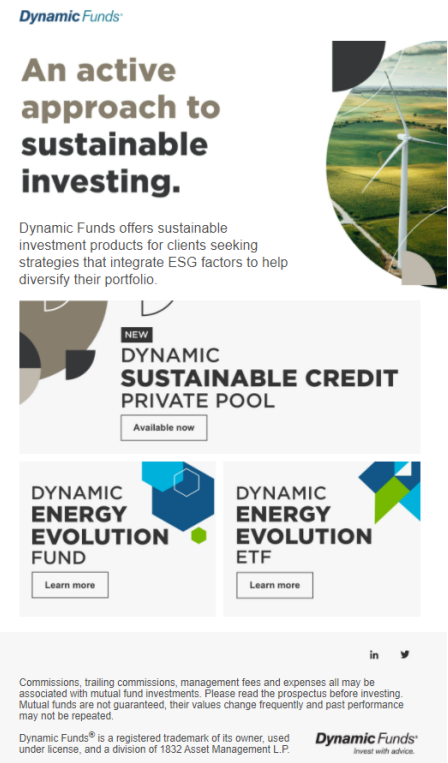 Dynamic Funds®
An active
approach to
sustainable
investing.
Dynamic Funds offers sustainable
investment products for clients seeking
strategies that integrate ESG factors to help
diversify their portfolio.
NEW
DYNAMIC
SUSTAINABLE CREDIT
PRIVATE POOL
Available now
DYNAMIC
ENERGY
EVOLUTION
FUND
Learn more
DYNAMIC
ENERGY
EVOLUTION
ETF
Learn more
in
Commissions, trailing commissions, management fees and expenses all may be
associated with mutual fund investments. Please read the prospectus before investing.
Mutual funds are not guaranteed, their values change frequently and past performance
may not be repeated.
Dynamic Funds® is a registered trademark of its owner, used
under license, and a division of 1832 Asset Management L.P.
Dynamic Funds®
Invest with advice.